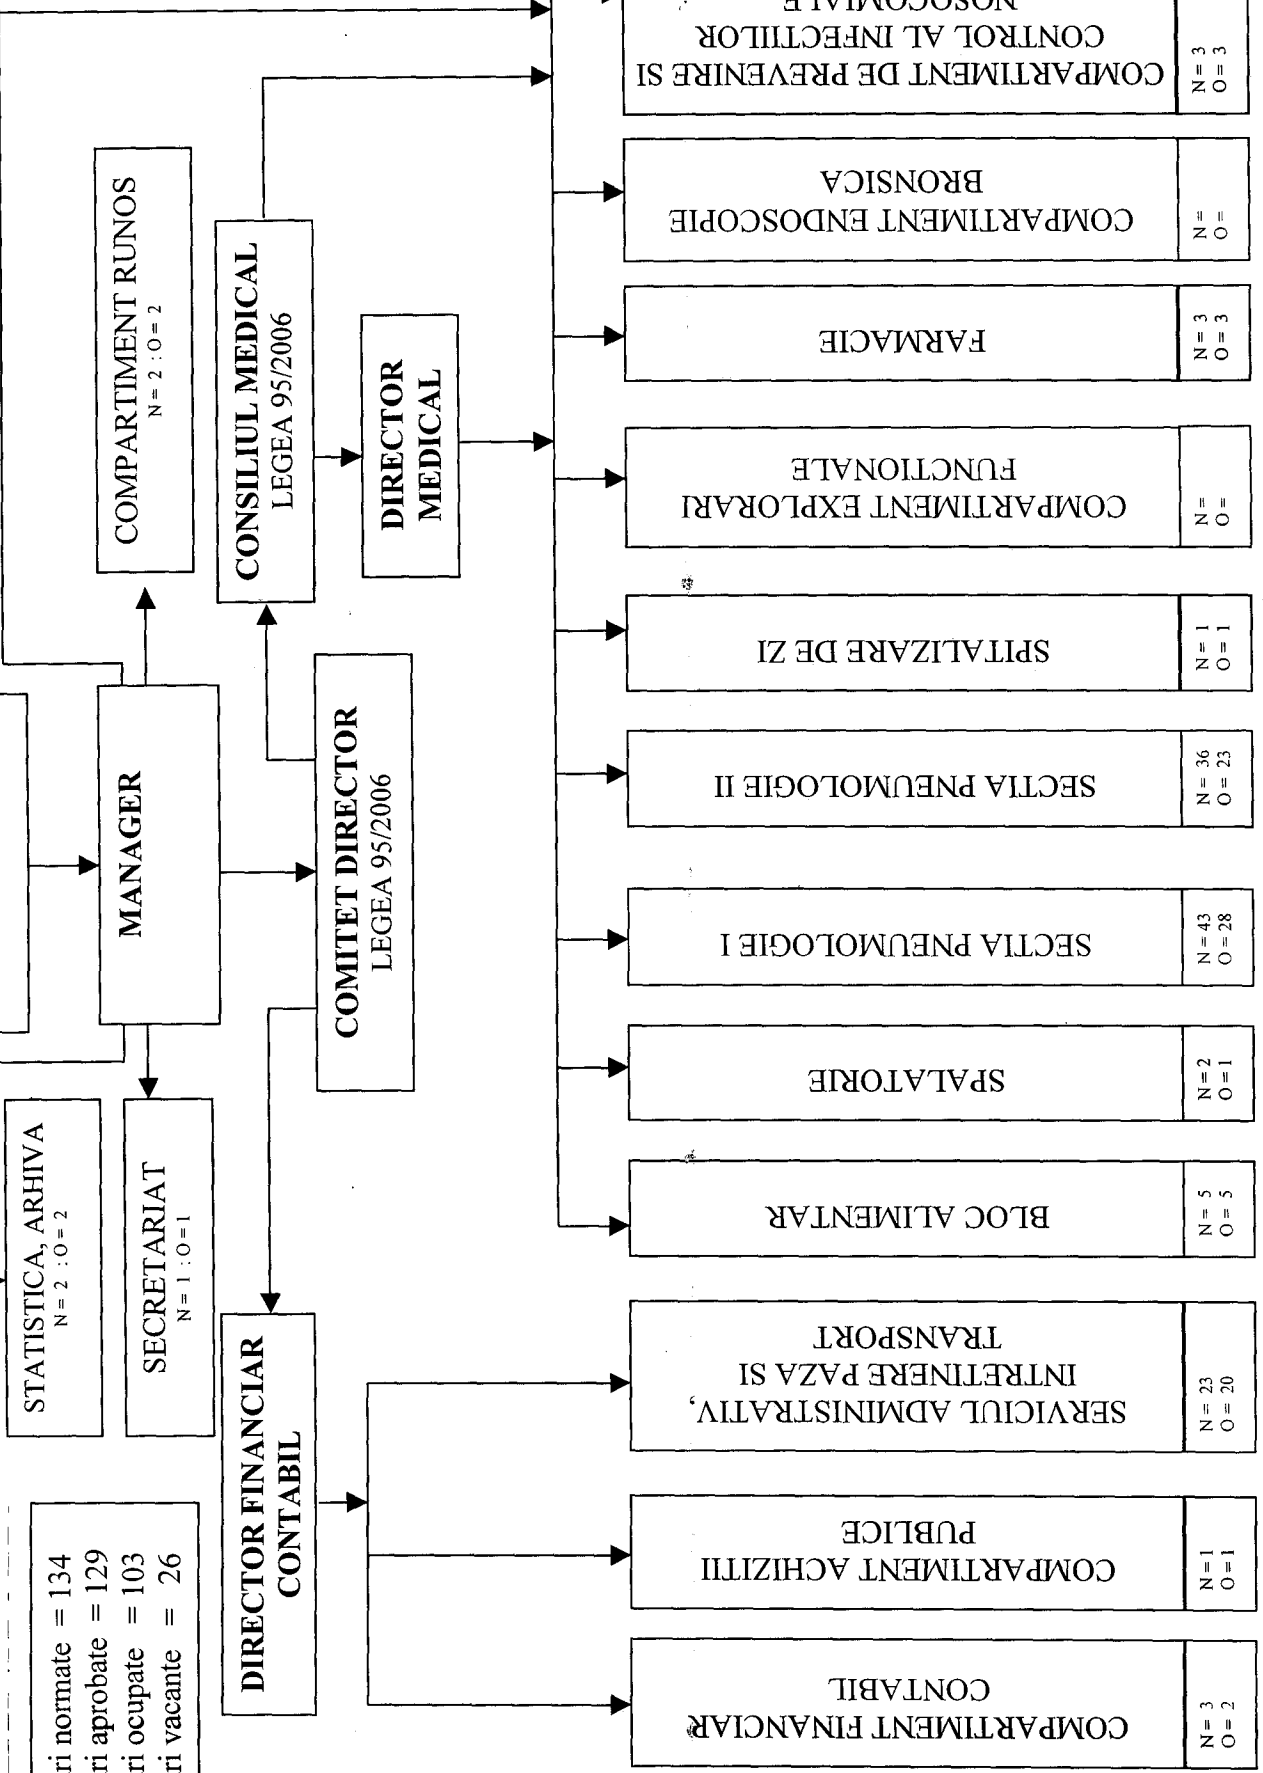 ri normate = 134
ri aprobate = 129
ri ocupate = 103
ri vacante = 26
STATISTICA, ARHIVA
N = 2 : O = 2
SECRETARIAT
N = 1 : O = 1
MANAGER
COMPARTIMENT RUNOS
N = 2 : O = 2
DIRECTOR FINANCIAR
CONTABIL
COMITET DIRECTOR
LEGEA 95/2006
CONSILIUL MEDICAL
LEGEA 95/2006
DIRECTOR
MEDICAL
COMPARTIMENT FINANCIAR
CONTABIL
N = 3
O = 2
COMPARTIMENT ACHIZITII
PUBLICE
N = 1
O = 1
SERVICIUL ADMINISTRATIV,
INTRETINERE PAZA SI
TRANSPORT
N = 23
O = 20
BLOC ALIMENTAR
N = 5
O = 5
SPALATORIE
N = 2
O = 1
SECTIA PNEUMOLOGIE I
N = 43
O = 28
SECTIA PNEUMOLOGIE II
N = 36
O = 23
SPITALIZARE DE ZI
N = 1
O = 1
COMPARTIMENT EXPLORARI
FUNCTIONALE
N =
O =
FARMACIE
N = 3
O = 3
COMPARTIMENT ENDOSCOPIE
BRONSICA
N =
O =
COMPARTIMENT DE PREVENIRE SI
CONTROL AL INFECTIILOR
NOSOCOMIALE
N = 3
O = 3